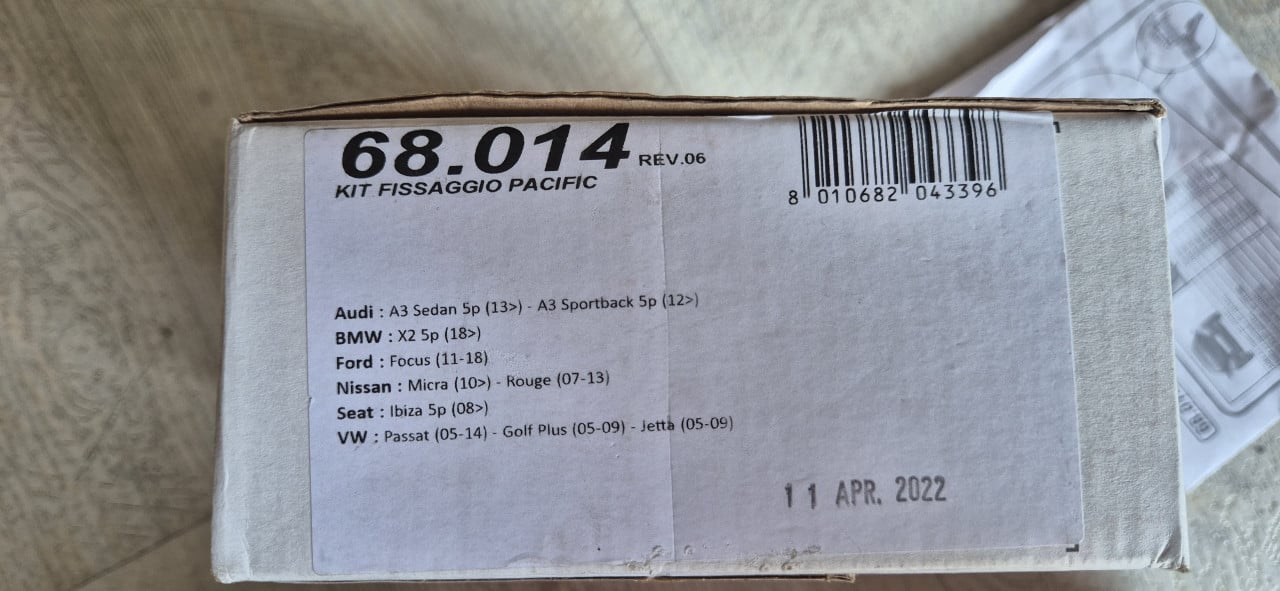 68.014 REV.06
KIT FISSAGGIO PACIFIC
8 010682 043396
Audi : A3 Sedan 5p (13>) - A3 Sportback 5p (12>)
BMW : X2 5p (18>)
Ford : Focus (11-18)
Nissan : Micra (10>) - Rouge (07-13)
Seat : Ibiza 5p (08>)
VW : Passat (05-14) - Golf Plus (05-09) - Jetta (05-09)
11 APR. 2022